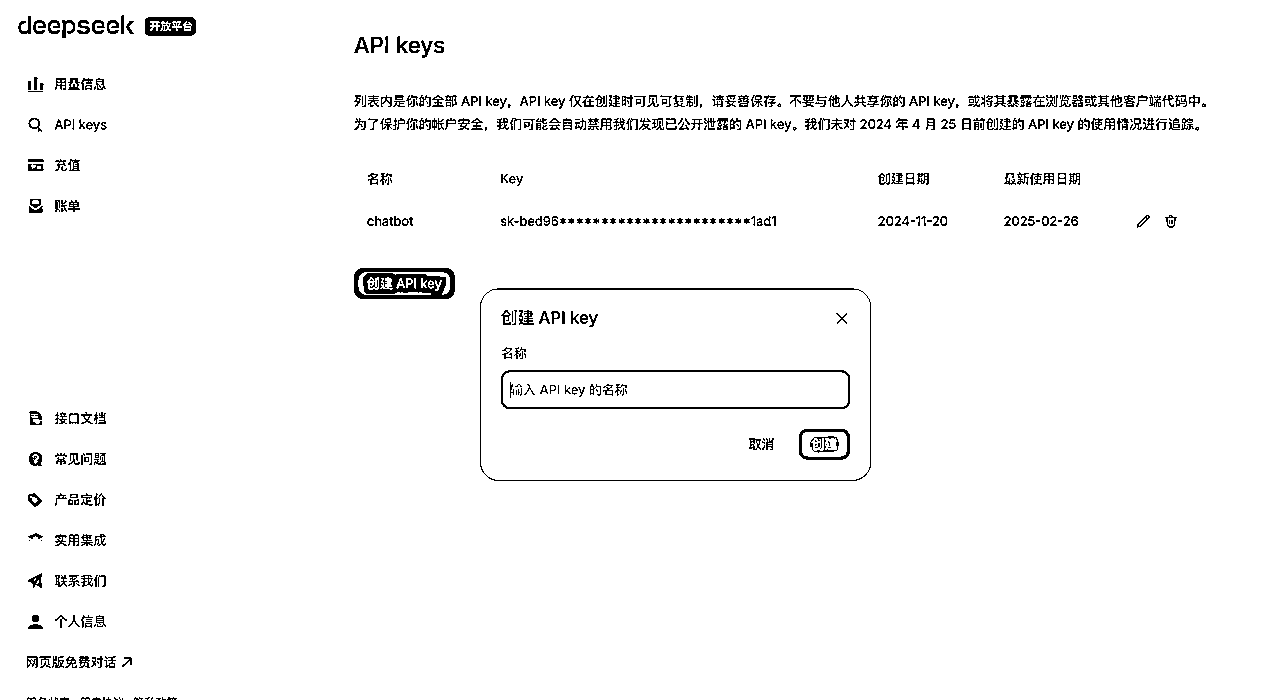 deepseek 开放平台
用量信息
API keys
充值
账单
接口文档
常见问题
产品定价
实用集成
联系我们
个人信息
网页版免费对话
API keys
列表内是你的全部 API key，API key 仅在创建时可见可复制，请妥善保存。不要与他人共享你的 API key，或将其暴露在浏览器或其他客户端代码中。
为了保护你的帐户安全，我们可能会自动禁用我们发现已公开泄露的 API key。我们未对 2024 年 4 月 25 日前创建的 API key 的使用情况进行追踪。
名称 Key 创建日期 最新使用日期
chatbot sk-bed96***********************1ad1 2024-11-20 2025-02-26
创建 API key
创建 API key
名称
输入 API key 的名称
取消 创建